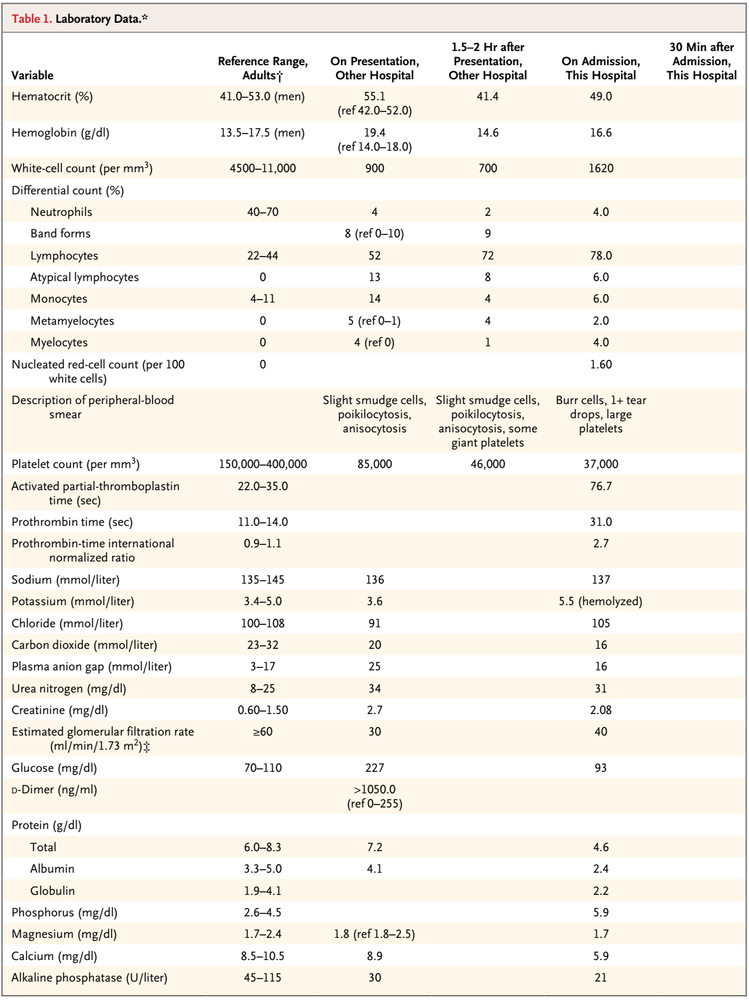 Table 1. Laboratory Data.*
Variable | Reference Range, Adults† | On Presentation, Other Hospital | 1.5–2 Hr after Presentation, Other Hospital | On Admission, This Hospital | 30 Min after Admission, This Hospital
Hematocrit (%) | 41.0–53.0 (men) | 55.1 (ref 42.0–52.0) | 41.4 | 49.0
Hemoglobin (g/dl) | 13.5–17.5 (men) | 19.4 (ref 14.0–18.0) | 14.6 | 16.6
White-cell count (per mm³) | 4500–11,000 | 900 | 700 | 1620
Differential count (%)
Neutrophils | 40–70 | 4 | 2 | 4.0
Band forms | | 8 (ref 0–10) | 9
Lymphocytes | 22–44 | 52 | 72 | 78.0
Atypical lymphocytes | 0 | 13 | 8 | 6.0
Monocytes | 4–11 | 14 | 4 | 6.0
Metamyelocytes | 0 | 5 (ref 0–1) | 4 | 2.0
Myelocytes | 0 | 4 (ref 0) | 1 | 4.0
Nucleated red-cell count (per 100 white cells) | 0 | | | 1.60
Description of peripheral-blood smear | | Slight smudge cells, poikilocytosis, anisocytosis | Slight smudge cells, poikilocytosis, anisocytosis, some giant platelets | Burr cells, 1+ tear drops, large platelets
Platelet count (per mm³) | 150,000–400,000 | 85,000 | 46,000 | 37,000
Activated partial-thromboplastin time (sec) | 22.0–35.0 | | | 76.7
Prothrombin time (sec) | 11.0–14.0 | | | 31.0
Prothrombin-time international normalized ratio | 0.9–1.1 | | | 2.7
Sodium (mmol/liter) | 135–145 | 136 | | 137
Potassium (mmol/liter) | 3.4–5.0 | 3.6 | | 5.5 (hemolyzed)
Chloride (mmol/liter) | 100–108 | 91 | | 105
Carbon dioxide (mmol/liter) | 23–32 | 20 | | 16
Plasma anion gap (mmol/liter) | 3–17 | 25 | | 16
Urea nitrogen (mg/dl) | 8–25 | 34 | | 31
Creatinine (mg/dl) | 0.60–1.50 | 2.7 | | 2.08
Estimated glomerular filtration rate (ml/min/1.73 m²)‡ | ≥60 | 30 | | 40
Glucose (mg/dl) | 70–110 | 227 | | 93
D-Dimer (ng/ml) | | >1050.0 (ref 0–255)
Protein (g/dl)
Total | 6.0–8.3 | 7.2 | | 4.6
Albumin | 3.3–5.0 | 4.1 | | 2.4
Globulin | 1.9–4.1 | | | 2.2
Phosphorus (mg/dl) | 2.6–4.5 | | | 5.9
Magnesium (mg/dl) | 1.7–2.4 | 1.8 (ref 1.8–2.5) | | 1.7
Calcium (mg/dl) | 8.5–10.5 | 8.9 | | 5.9
Alkaline phosphatase (U/liter) | 45–115 | 30 | | 21